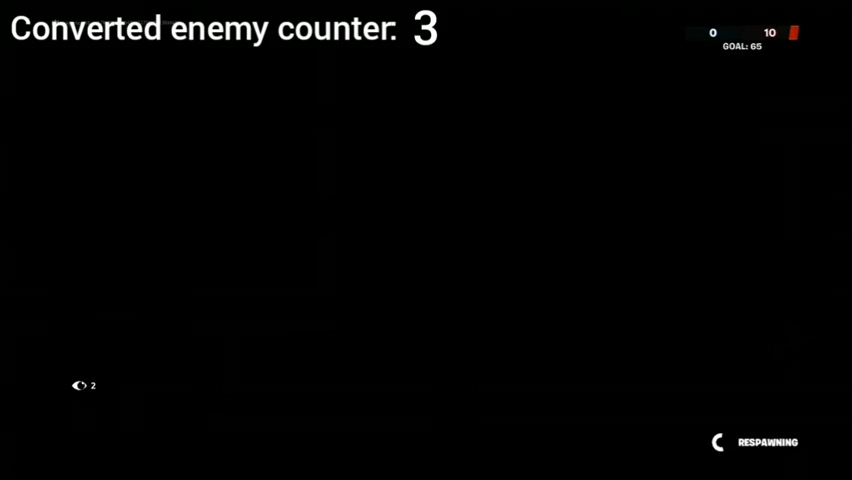 Converted enemy counter: 3
0 10
GOAL: 65
2
RESPAWNING